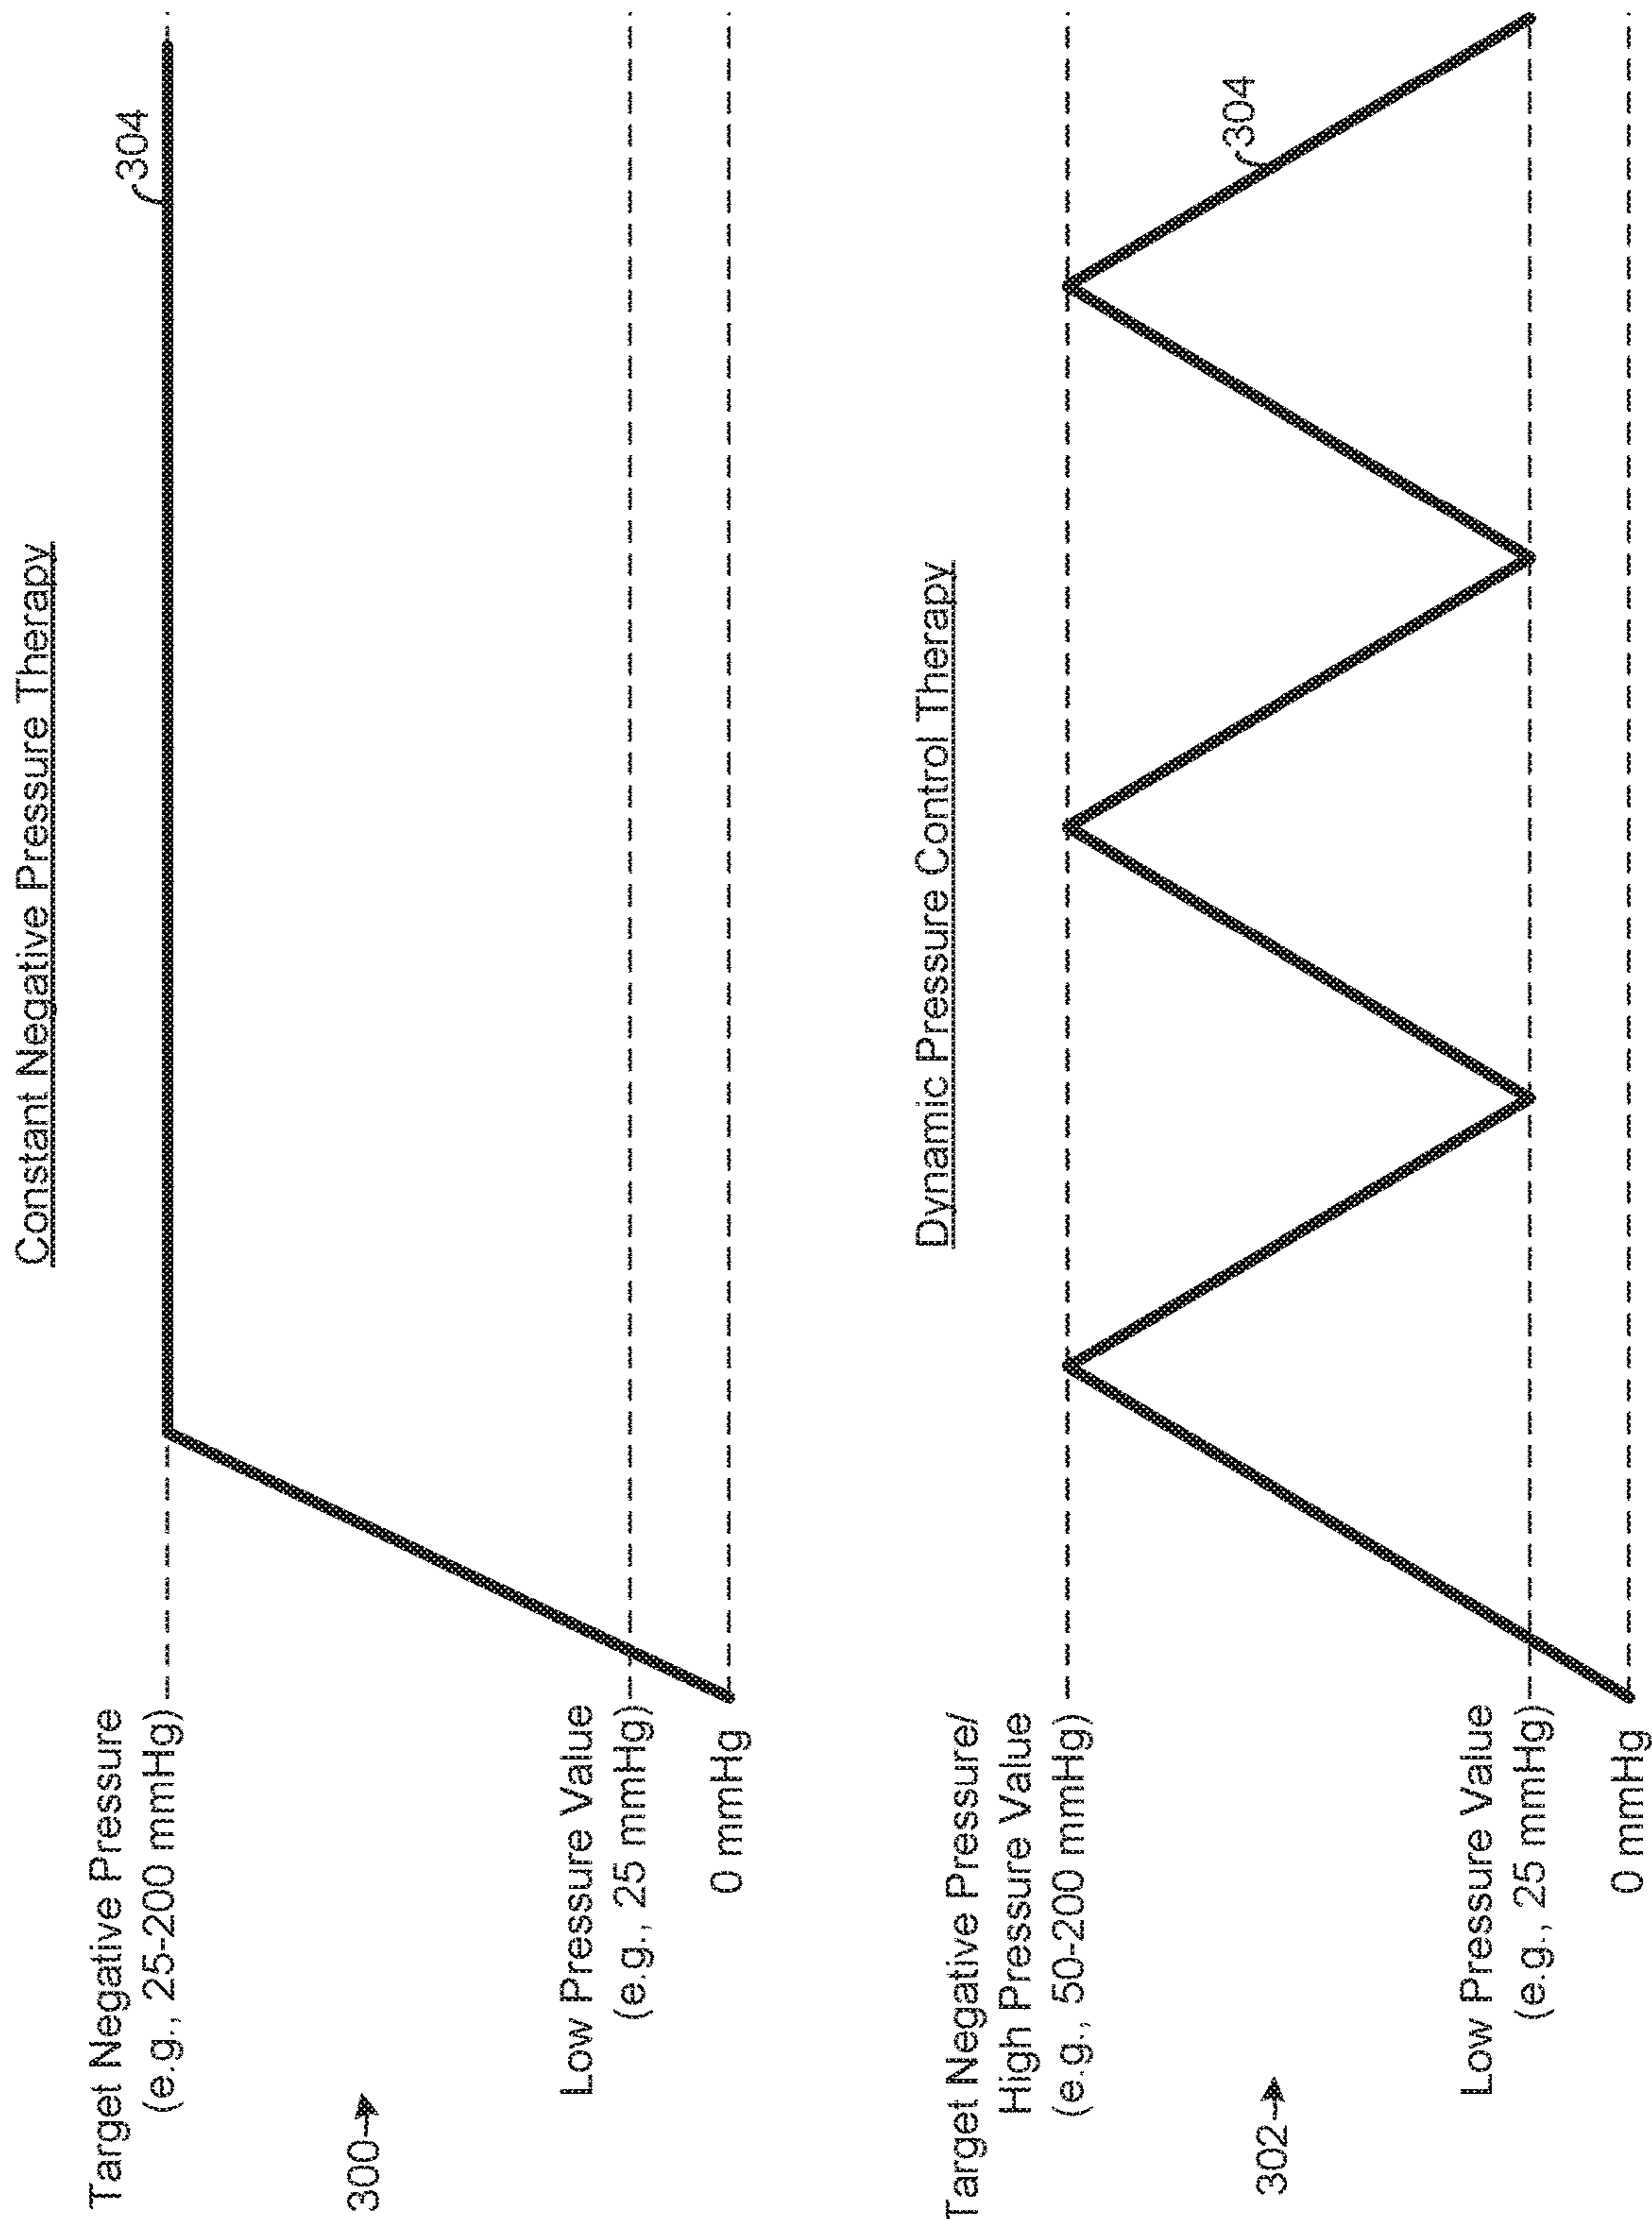 Constant Negative Pressure Therapy
Target Negative Pressure
(e.g., 25-200 mmHg)
304
300
Low Pressure Value
(e.g., 25 mmHg)
0 mmHg
Dynamic Pressure Control Therapy
Target Negative Pressure/
High Pressure Value
(e.g., 50-200 mmHg)
304
302
Low Pressure Value
(e.g., 25 mmHg)
0 mmHg